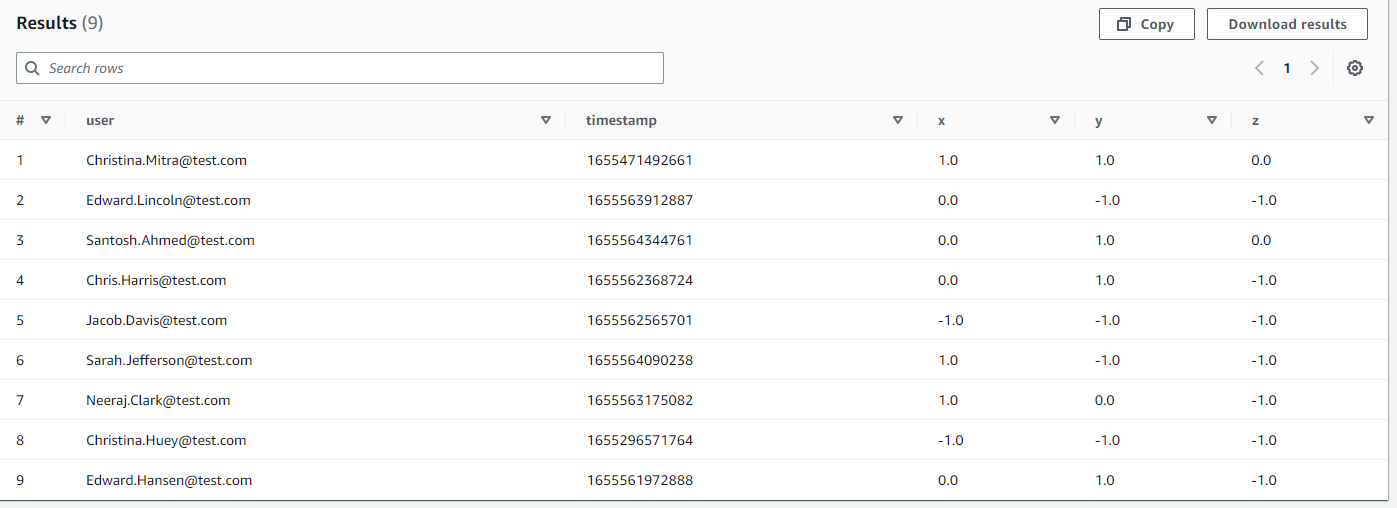 Results (9)
Copy
Download results
Search rows
1
# user timestamp x y z
1 Christina.Mitra@test.com 1655471492661 1.0 1.0 0.0
2 Edward.Lincoln@test.com 1655563912887 0.0 -1.0 -1.0
3 Santosh.Ahmed@test.com 1655564344761 0.0 1.0 0.0
4 Chris.Harris@test.com 1655562368724 0.0 1.0 -1.0
5 Jacob.Davis@test.com 1655562565701 -1.0 -1.0 -1.0
6 Sarah.Jefferson@test.com 1655564090238 1.0 -1.0 -1.0
7 Neeraj.Clark@test.com 1655563175082 1.0 0.0 -1.0
8 Christina.Huey@test.com 1655296571764 -1.0 -1.0 -1.0
9 Edward.Hansen@test.com 1655561972888 0.0 1.0 -1.0